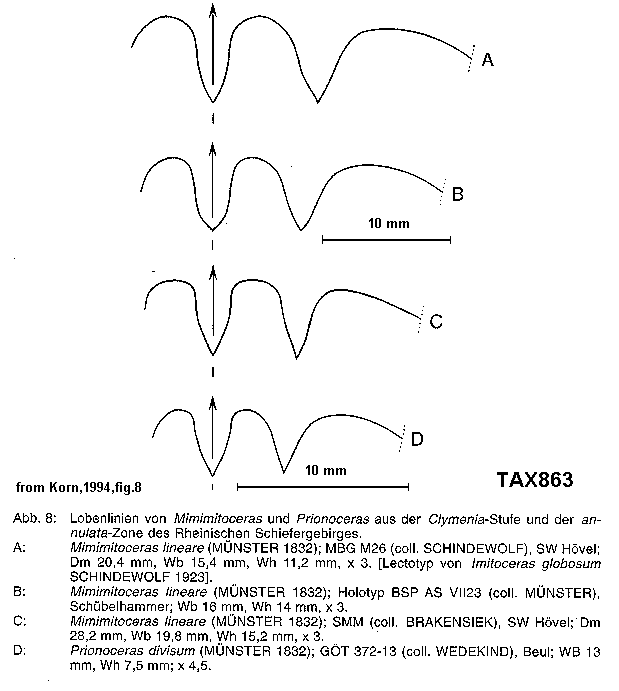 A
B
10 mm
C
D
10 mm
from Korn,1994,fig.8
TAX863
Abb. 8: Lobenlinien von Mimimitoceras und Prionoceras aus der Clymenia-Stufe und der an-
nulata-Zone des Rheinischen Schiefergebirges.
A: Mimimitoceras lineare (MÜNSTER 1832); MBG M26 (coll. SCHINDEWOLF), SW Hövel;
Dm 20,4 mm, Wb 15,4 mm, Wh 11,2 mm, x 3. [Lectotyp von Imitoceras globosum
SCHINDEWOLF 1923].
B: Mimimitoceras lineare (MÜNSTER 1832); Holotyp BSP AS VII23 (coll. MÜNSTER),
Schübelhammer; Wb 16 mm, Wh 14 mm, x 3.
C: Mimimitoceras lineare (MÜNSTER 1832); SMM (coll. BRAKENSIEK), SW Hövel; Dm
28,2 mm, Wb 19,8 mm, Wh 15,2 mm, x 3.
D: Prionoceras divisum (MÜNSTER 1832); GÖT 372-13 (coll. WEDEKIND), Beul; WB 13
mm, Wh 7,5 mm; x 4,5.